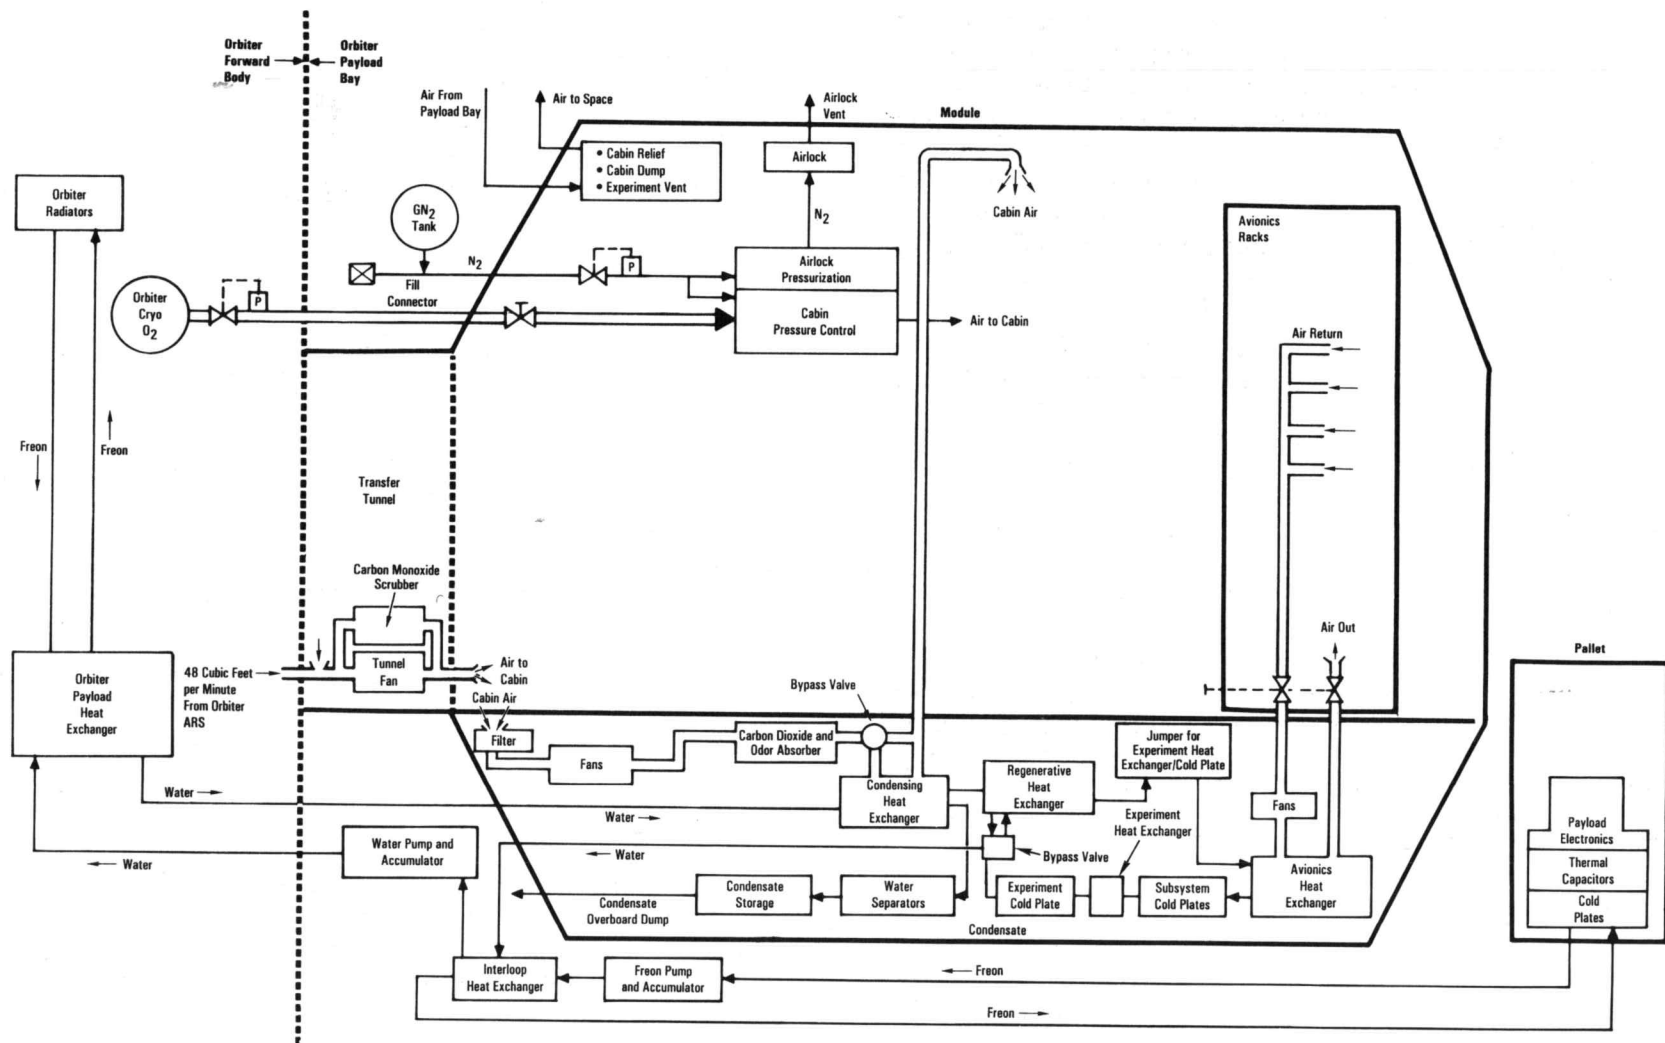 Orbiter
Forward
Body
Orbiter
Payload
Bay
Air From
Payload Bay
Air to Space
Airlock
Vent
Module
• Cabin Relief
• Cabin Dump
• Experiment Vent
Airlock
Cabin Air
N2
Orbiter
Radiators
GN2
Tank
N2
P
Fill
Connector
Airlock
Pressurization
Cabin
Pressure Control
Air to Cabin
Orbiter
Cryo
O2
P
Avionics
Racks
Air Return
Freon
Freon
Transfer
Tunnel
Carbon Monoxide
Scrubber
Air Out
Pallet
Orbiter
Payload
Heat
Exchanger
48 Cubic Feet
per Minute
From Orbiter
ARS
Tunnel
Fan
Air to
Cabin
Cabin Air
Filter
Fans
Carbon Dioxide and
Odor Absorber
Bypass Valve
Condensing
Heat
Exchanger
Regenerative
Heat
Exchanger
Jumper for
Experiment Heat
Exchanger/Cold Plate
Fans
Water
Water
Experiment
Heat Exchanger
Payload
Electronics
Thermal
Capacitors
Cold
Plates
Water
Water Pump and
Accumulator
Water
Bypass Valve
Condensate
Overboard Dump
Condensate
Storage
Water
Separators
Experiment
Cold Plate
Subsystem
Cold Plates
Avionics
Heat
Exchanger
Condensate
Interloop
Heat Exchanger
Freon Pump
and Accumulator
Freon
Freon